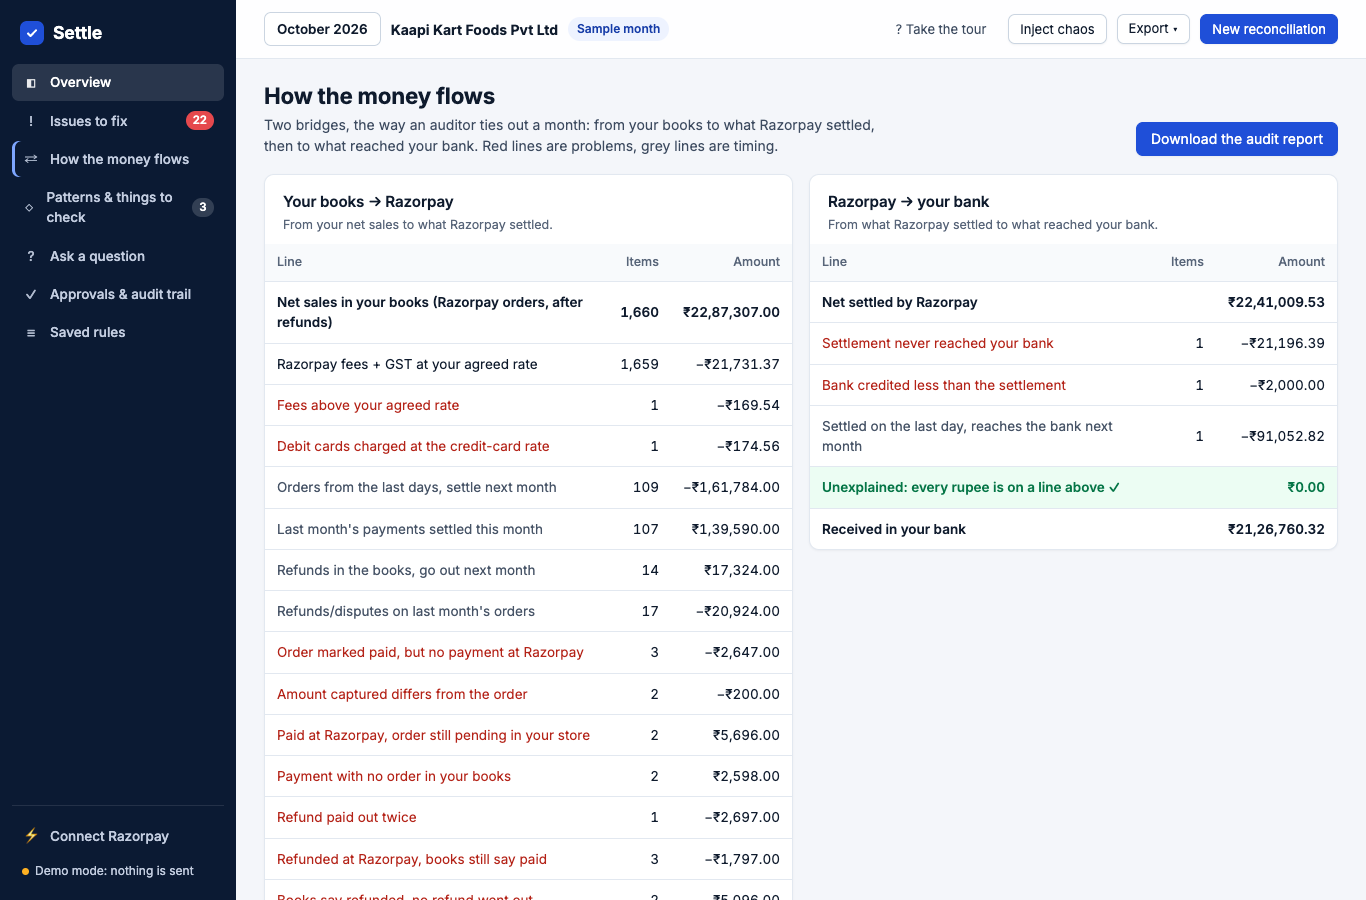 Settle
Overview
! Issues to fix 22
How the money flows
Patterns & things to
check
3
? Ask a question
Approvals & audit trail
Saved rules
Connect Razorpay
Demo mode: nothing is sent
October 2026 Kaapi Kart Foods Pvt Ltd Sample month ? Take the tour Inject chaos Export New reconciliation
How the money flows
Two bridges, the way an auditor ties out a month: from your books to what Razorpay settled,
then to what reached your bank. Red lines are problems, grey lines are timing.
Download the audit report
Your books → Razorpay
From your net sales to what Razorpay settled.
Line Items Amount
Net sales in your books (Razorpay orders, after
refunds)
1,660 ₹22,87,307.00
Razorpay fees + GST at your agreed rate 1,659 −₹21,731.37
Fees above your agreed rate 1 −₹169.54
Debit cards charged at the credit-card rate 1 −₹174.56
Orders from the last days, settle next month 109 −₹1,61,784.00
Last month's payments settled this month 107 ₹1,39,590.00
Refunds in the books, go out next month 14 ₹17,324.00
Refunds/disputes on last month's orders 17 −₹20,924.00
Order marked paid, but no payment at Razorpay 3 −₹2,647.00
Amount captured differs from the order 2 −₹200.00
Paid at Razorpay, order still pending in your store 2 ₹5,696.00
Payment with no order in your books 2 ₹2,598.00
Refund paid out twice 1 −₹2,697.00
Refunded at Razorpay, books still say paid 3 −₹1,797.00
Books say refunded, no refund went out 2 ₹5,096.00
Razorpay → your bank
From what Razorpay settled to what reached your bank.
Line Items Amount
Net settled by Razorpay ₹22,41,009.53
Settlement never reached your bank 1 −₹21,196.39
Bank credited less than the settlement 1 −₹2,000.00
Settled on the last day, reaches the bank next
month
1 −₹91,052.82
Unexplained: every rupee is on a line above ✓ ₹0.00
Received in your bank ₹21,26,760.32